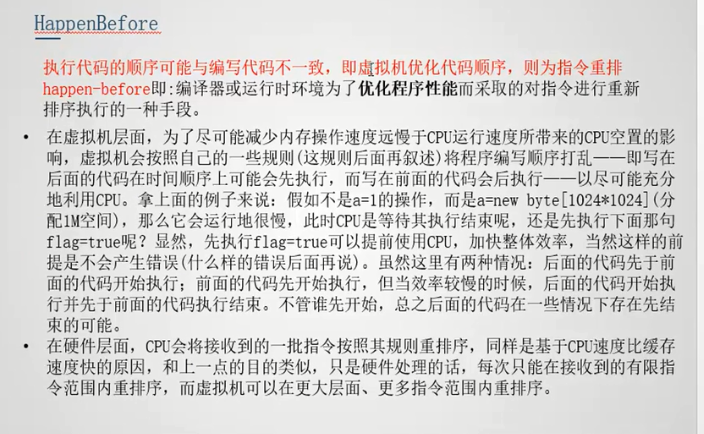 HappenBefore
执行代码的顺序可能与编写代码不一致，即虚拟机优化代码顺序，则为指令重排
happen-before即:编译器或运行时环境为了优化程序性能而采取的对指令进行重新
排序执行的一种手段。
• 在虚拟机层面，为了尽可能减少内存操作速度远慢于CPU运行速度所带来的CPU空置的影
响，虚拟机会按照自己的一些规则(这规则后面再叙述)将程序编写顺序打乱——即写在
后面的代码在时间顺序上可能会先执行，而写在前面的代码会后执行——以尽可能充分
地利用CPU。拿上面的例子来说：假如不是a=1的操作，而是a=new byte[1024*1024](分
配1M空间)，那么它会运行地很慢，此时CPU是等待其执行结束呢，还是先执行下面那句
flag=true呢？显然，先执行flag=true可以提前使用CPU，加快整体效率，当然这样的前
提是不会产生错误(什么样的错误后面再说)。虽然这里有两种情况：后面的代码先于前
面的代码开始执行；前面的代码先开始执行，但当效率较慢的时候，后面的代码开始执
行并先于前面的代码执行结束。不管谁先开始，总之后面的代码在一些情况下存在先结
束的可能。
• 在硬件层面，CPU会将接收到的一批指令按照其规则重排序，同样是基于CPU速度比缓存
速度快的原因，和上一点的目的类似，只是硬件处理的话，每次只能在接收到的有限指
令范围内重排序，而虚拟机可以在更大层面、更多指令范围内重排序。